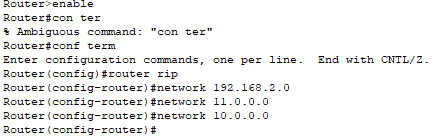 Router>enable
Router#con ter
% Ambiguous command: "con ter"
Router#conf term
Enter configuration commands, one per line.  End with CNTL/Z.
Router(config)#router rip
Router(config-router)#network 192.168.2.0
Router(config-router)#network 11.0.0.0
Router(config-router)#network 10.0.0.0
Router(config-router)#